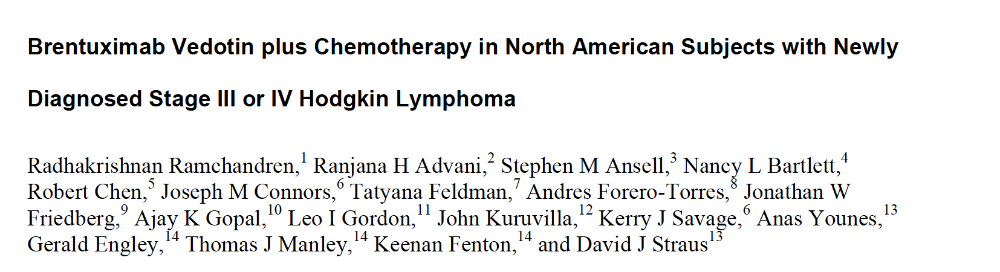 Brentuximab Vedotin plus Chemotherapy in North American Subjects with Newly
Diagnosed Stage III or IV Hodgkin Lymphoma
Radhakrishnan Ramchandren,1 Ranjana H Advani,2 Stephen M Ansell,3 Nancy L Bartlett,4
Robert Chen,5 Joseph M Connors,6 Tatyana Feldman,7 Andres Forero-Torres,8 Jonathan W
Friedberg,9 Ajay K Gopal,10 Leo I Gordon,11 John Kuruvilla,12 Kerry J Savage,6 Anas Younes,13
Gerald Engley,14 Thomas J Manley,14 Keenan Fenton,14 and David J Straus13